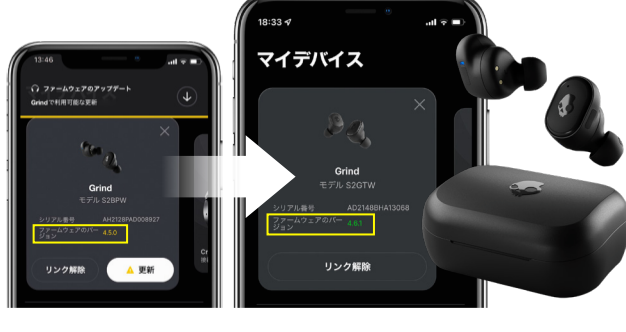 13:46
ファームウェアのアップデート
Grindで利用可能な更新
Grind
モデル S2BPW
シリアル番号 AH2128PAD008927
ファームウェアのバー
ジョン 4.5.0
リンク解除
更新
Cr
18:33
マイデバイス
Grind
モデル S2GTW
シリアル番号 AD2148BHA13068
ファームウェアのバー
ジョン 4.6.1
リンク解除